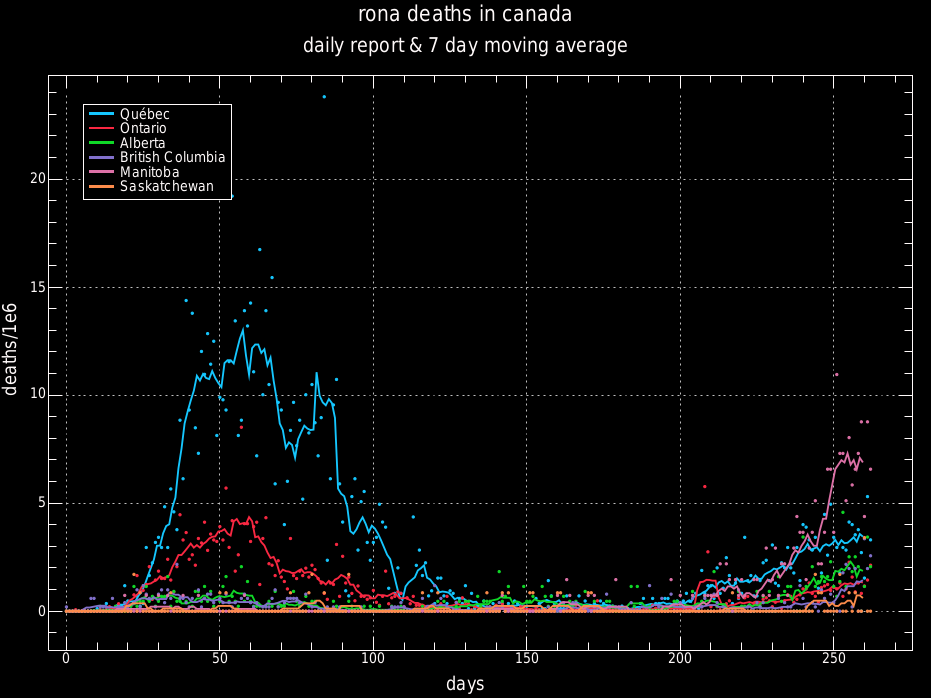 rona deaths in canada
daily report & 7 day moving average
Québec
Ontario
Alberta
British Columbia
Manitoba
Saskatchewan
20
15
10
5
0
deaths/1e6
0 50 100 150 200 250
days